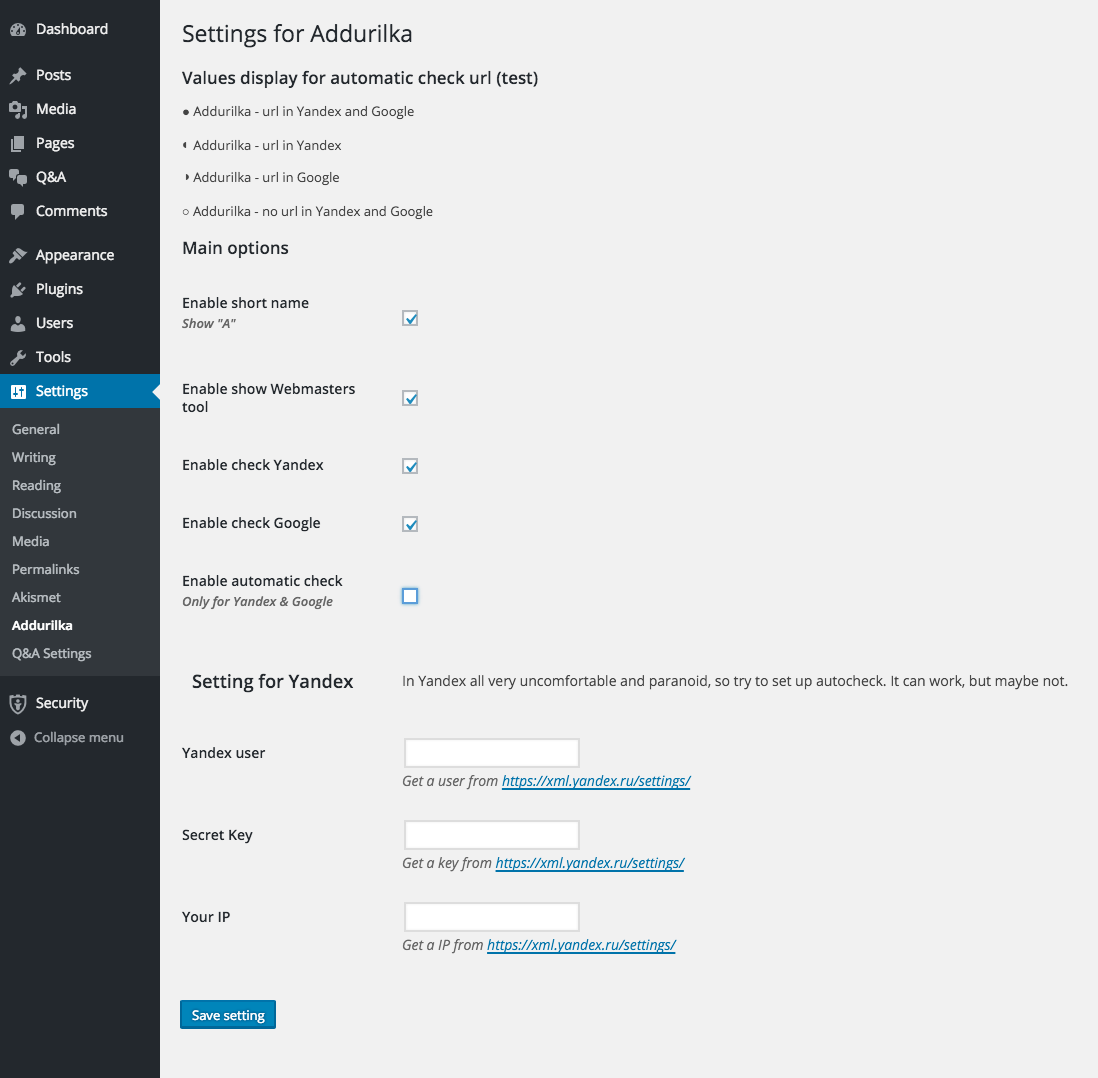 Dashboard
Posts
Media
Pages
Q&A
Comments
Appearance
Plugins
Users
Tools
Settings
General
Writing
Reading
Discussion
Media
Permalinks
Akismet
Addurilka
Q&A Settings
Security
Collapse menu
Settings for Addurilka
Values display for automatic check url (test)
● Addurilka - url in Yandex and Google
◖ Addurilka - url in Yandex
◗ Addurilka - url in Google
○ Addurilka - no url in Yandex and Google
Main options
Enable short name
Show "A"
Enable show Webmasters
tool
Enable check Yandex
Enable check Google
Enable automatic check
Only for Yandex & Google
Setting for Yandex
In Yandex all very uncomfortable and paranoid, so try to set up autocheck. It can work, but maybe not.
Yandex user
Get a user from https://xml.yandex.ru/settings/
Secret Key
Get a key from https://xml.yandex.ru/settings/
Your IP
Get a IP from https://xml.yandex.ru/settings/
Save setting